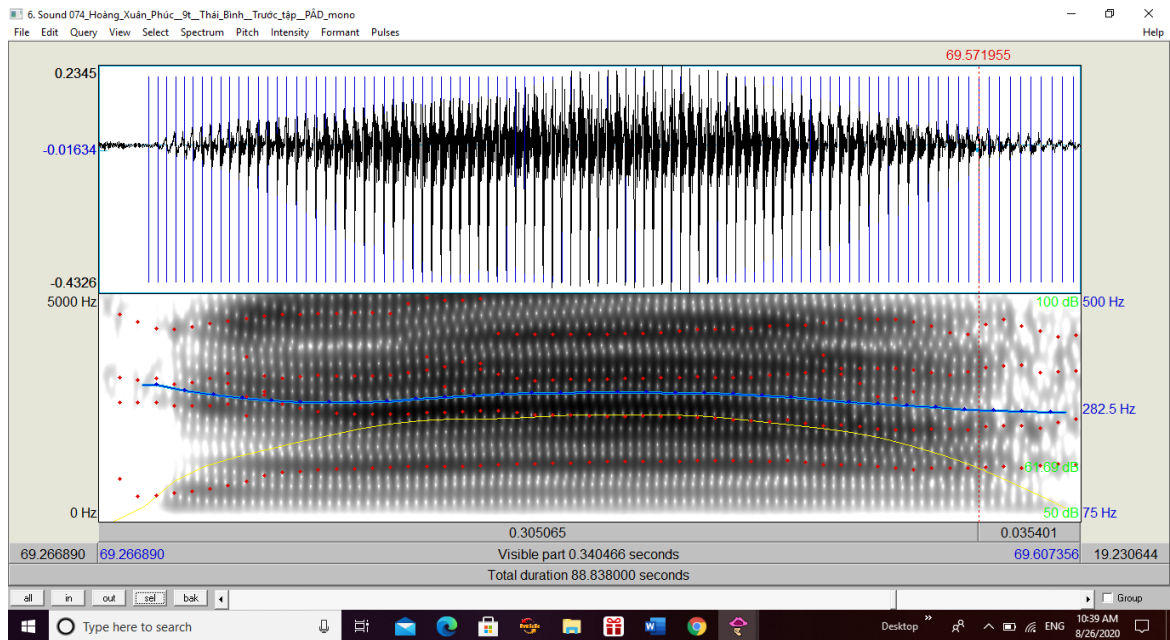 6. Sound 074_Hoàng_Xuân_Phúc__9t__Thái_Bình__Trước_tập__PÂD_mono
File Edit Query View Select Spectrum Pitch Intensity Formant Pulses Help
69.571955
0.2345
-0.01634
-0.4326
5000 Hz 100 dB 500 Hz
282.5 Hz
61.69 dB
0 Hz 50 dB 75 Hz
0.305065 0.035401
69.266890 69.266890 Visible part 0.340466 seconds 69.607356 19.230644
Total duration 88.838000 seconds
all in out sel bak Group
Type here to search Desktop ENG 10:39 AM
8/26/2020